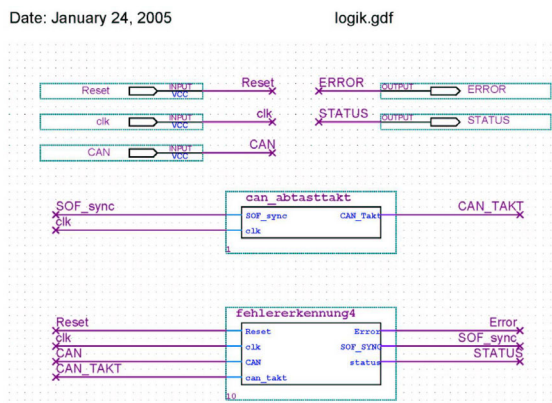 Date: January 24, 2005 logik.gdf
Reset INPUT VCC Reset ERROR OUTPUT ERROR
clk INPUT VCC clk STATUS OUTPUT STATUS
CAN INPUT VCC CAN
can_abtasttakt
SOF_sync SOF_sync CAN_Takt CAN_TAKT
clk clk
1
fehlererkennung4
Reset Reset Error Error
clk clk SOF_SYNC SOF_sync
CAN CAN status STATUS
CAN_TAKT can_takt
10